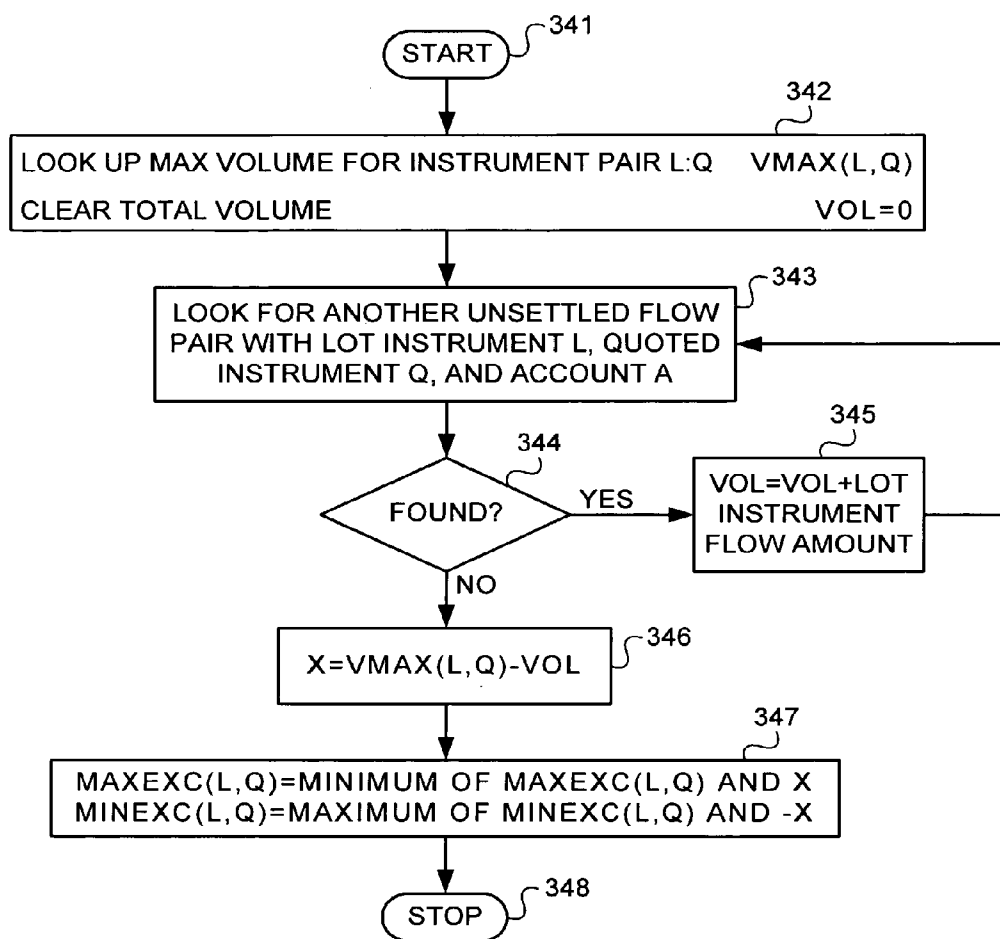 START
341
342
LOOK UP MAX VOLUME FOR INSTRUMENT PAIR L:Q VMAX(L,Q)
CLEAR TOTAL VOLUME VOL=0
343
LOOK FOR ANOTHER UNSETTLED FLOW
PAIR WITH LOT INSTRUMENT L, QUOTED
INSTRUMENT Q, AND ACCOUNT A
344
FOUND?
YES
345
VOL=VOL+LOT
INSTRUMENT
FLOW AMOUNT
NO
346
X=VMAX(L,Q)-VOL
347
MAXEXC(L,Q)=MINIMUM OF MAXEXC(L,Q) AND X
MINEXC(L,Q)=MAXIMUM OF MINEXC(L,Q) AND -X
STOP
348